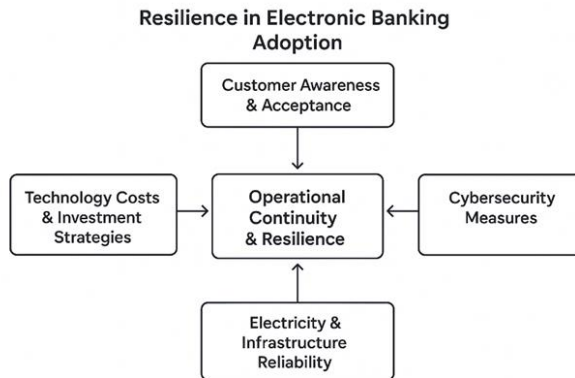 Resilience in Electronic Banking
Adoption
Customer Awareness
& Acceptance
Technology Costs
& Investment
Strategies
Operational
Continuity
& Resilience
Cybersecurity
Measures
Electricity &
Infrastructure
Reliability